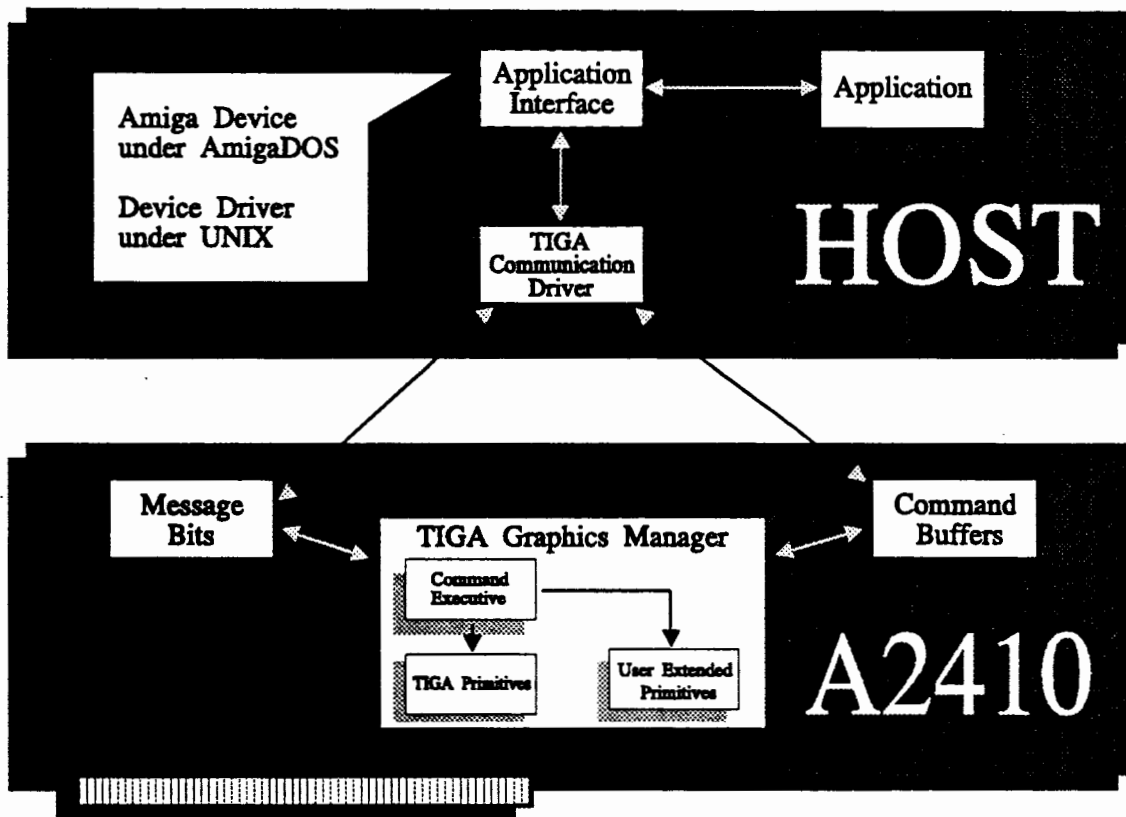 Application
Interface
Application
Amiga Device
under AmigaDOS
Device Driver
under UNIX
HOST
TIGA
Communication
Driver
Message
Bits
Command
Buffers
TIGA Graphics Manager
Command
Executive
TIGA Primitives
User Extended
Primitives
A2410